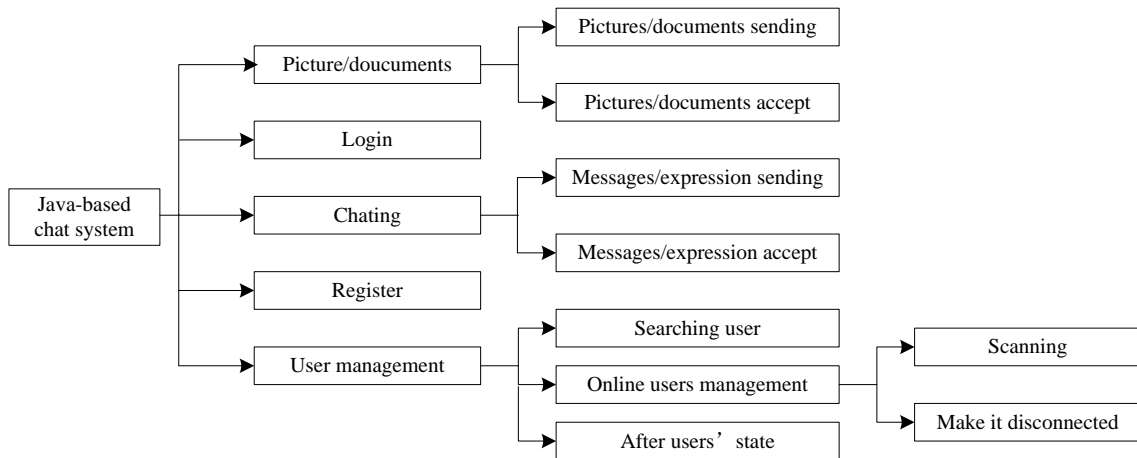 Pictures/documents sending
Picture/doucuments
Pictures/documents accept
Login
Messages/expression sending
Java-based
chat system
Chating
Messages/expression accept
Register
Searching user
Scanning
User management
Online users management
Make it disconnected
After users’ state